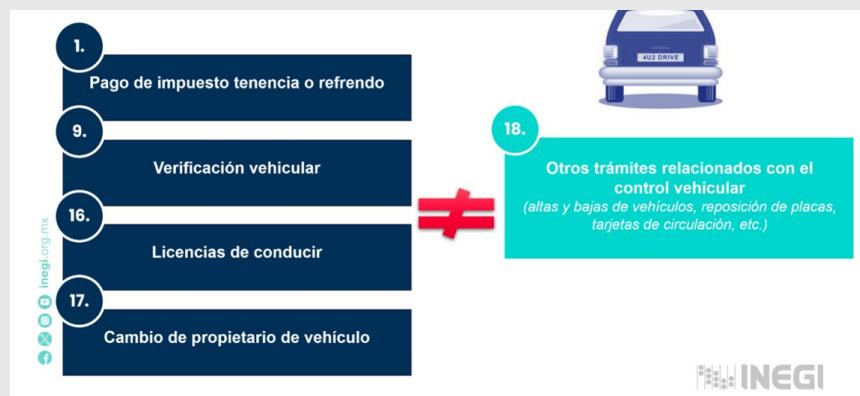 1.
Pago de impuesto tenencia o refrendo
9.
Verificación vehicular
16.
Licencias de conducir
17.
Cambio de propietario de vehículo
4U2 DRIVE
18.
Otros trámites relacionados con el
control vehicular
(altas y bajas de vehículos, reposición de placas,
tarjetas de circulación, etc.)
inegi.org.mx
INEGI